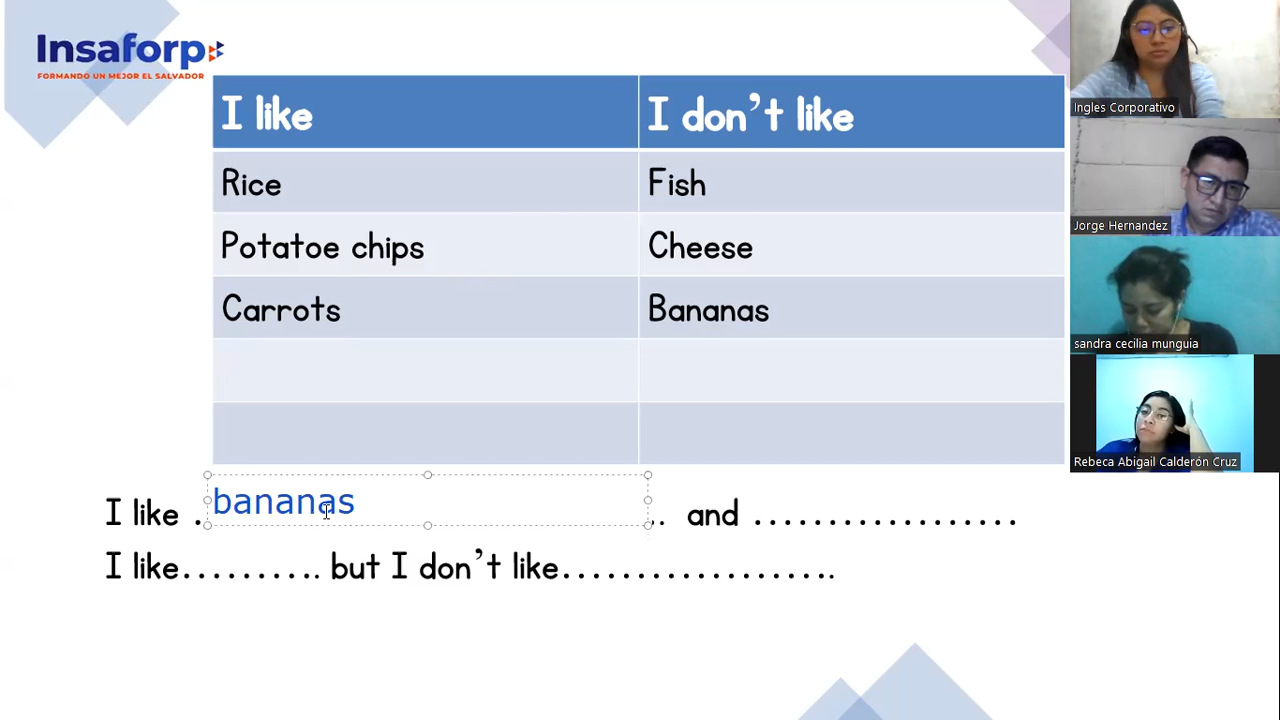 Insaforp
FORMANDO UN MEJOR EL SALVADOR
I like I don't like
Rice Fish
Potatoe chips Cheese
Carrots Bananas
I like .bananas.. and ...................
I like.......... but I don't like...................
Ingles Corporativo
Jorge Hernandez
sandra cecilia munguia
Rebeca Abigail Calderón Cruz